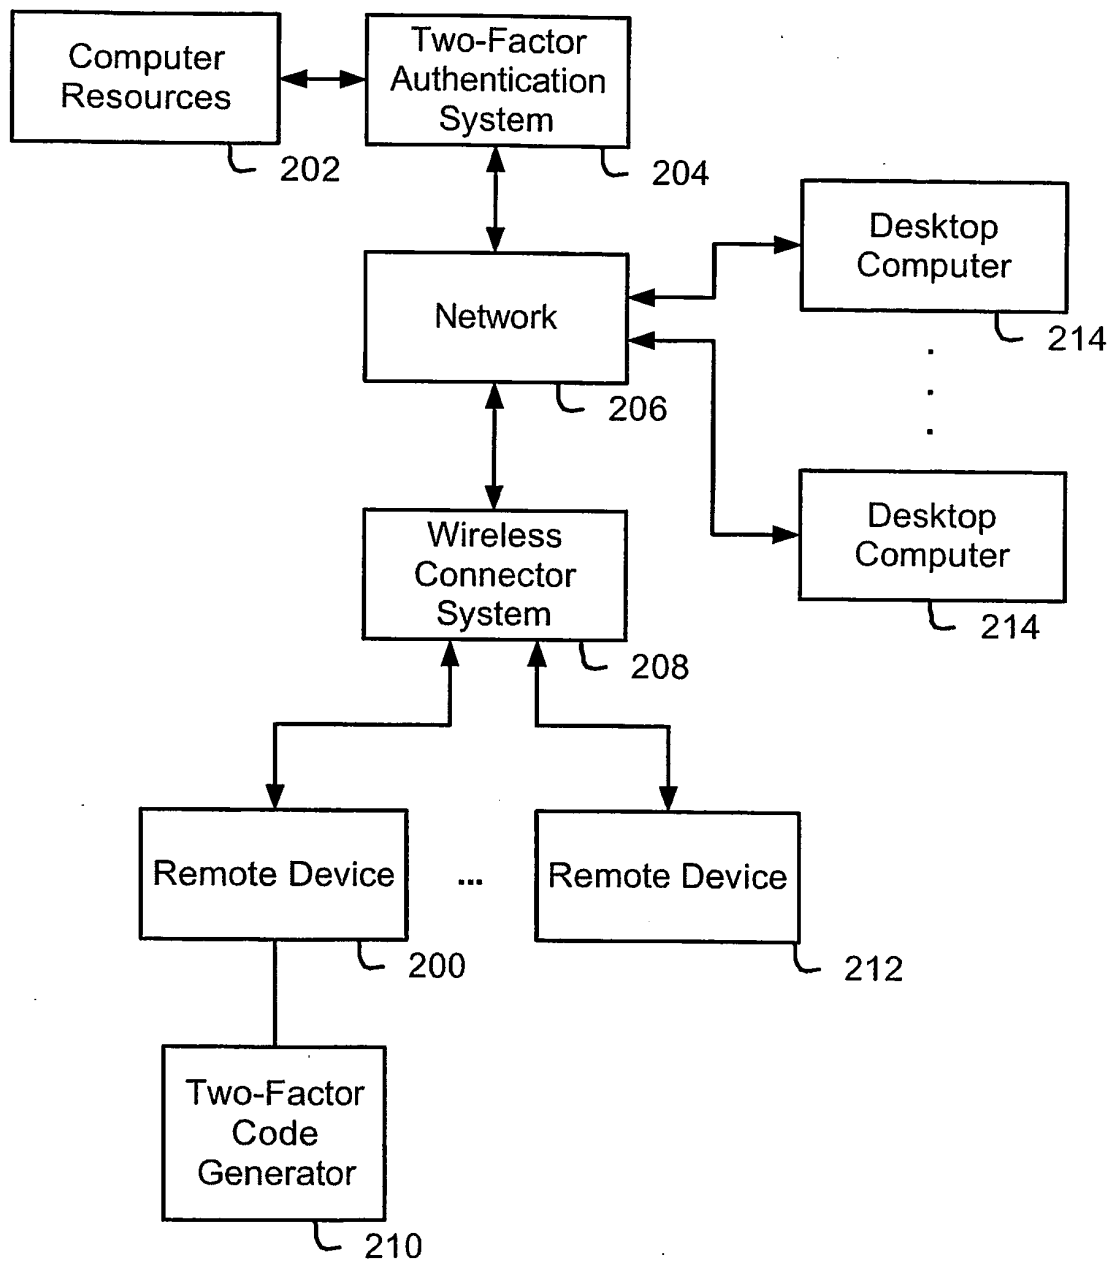 Computer
Resources
202
Two-Factor
Authentication
System
204
Desktop
Computer
214
Network
206
.
.
.
Desktop
Computer
214
Wireless
Connector
System
208
Remote Device
200
...
Remote Device
212
Two-Factor
Code
Generator
210